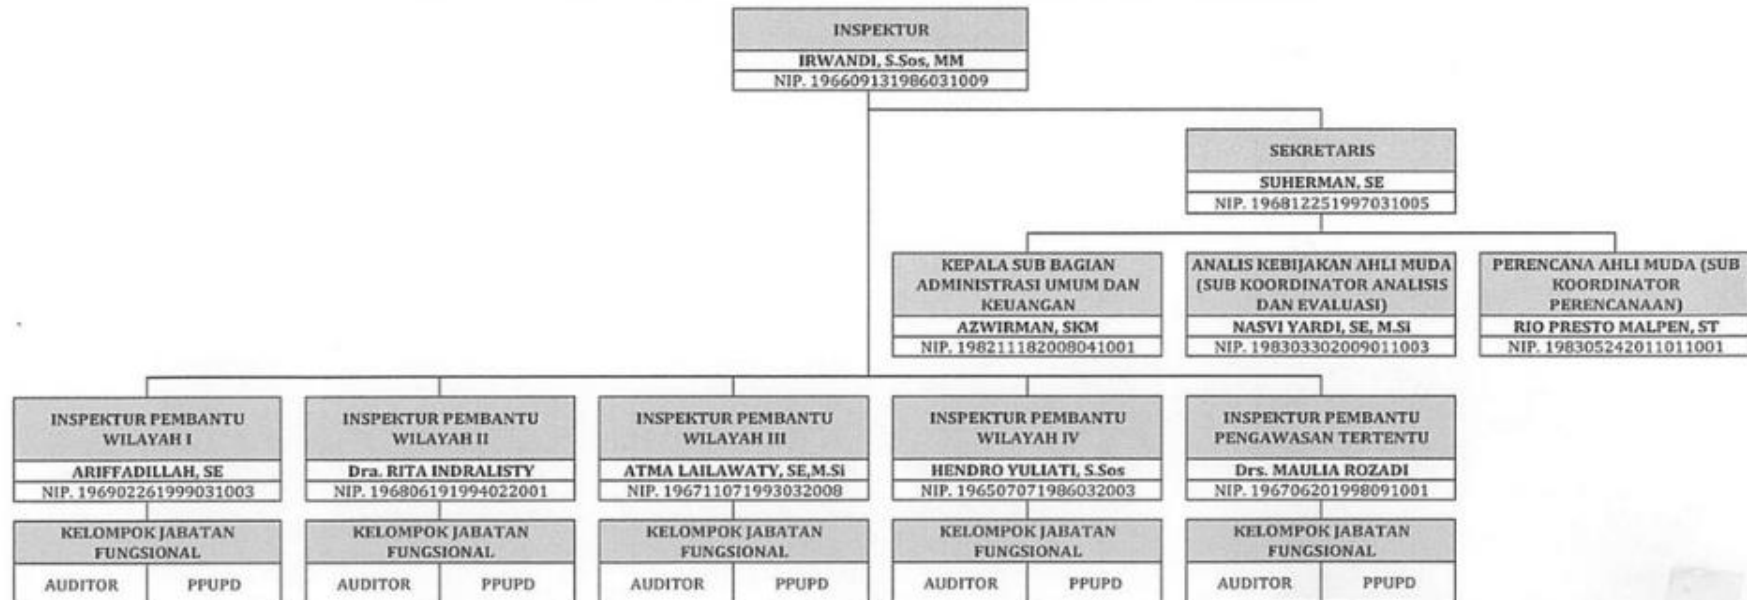 INSPEKTUR
IRWANDI, S.Sos, MM
NIP. 196609131986031009
SEKRETARIS
SUHERMAN, SE
NIP. 196812251997031005
KEPALA SUB BAGIAN
ADMINISTRASI UMUM DAN
KEUANGAN
AZWIRMAN, SKM
NIP. 198211182008041001
ANALIS KEBIJAKAN AHLI MUDA
(SUB KOORDINATOR ANALISIS
DAN EVALUASI)
NASVI YARDI, SE, M.Si
NIP. 198303302009011003
PERENCANA AHLI MUDA (SUB
KOORDINATOR
PERENCANAAN)
RIO PRESTO MALPEN, ST
NIP. 198305242011011001
INSPEKTUR PEMBANTU
WILAYAH I
ARIFFADILLAH, SE
NIP. 196902261999031003
KELOMPOK JABATAN
FUNGSIONAL
AUDITOR
PPUPD
INSPEKTUR PEMBANTU
WILAYAH II
Dra. RITA INDRALISTY
NIP. 196806191994022001
KELOMPOK JABATAN
FUNGSIONAL
AUDITOR
PPUPD
INSPEKTUR PEMBANTU
WILAYAH III
ATMA LAILAWATY, SE,M.Si
NIP. 196711071993032008
KELOMPOK JABATAN
FUNGSIONAL
AUDITOR
PPUPD
INSPEKTUR PEMBANTU
WILAYAH IV
HENDRO YULIATI, S.Sos
NIP. 196507071986032003
KELOMPOK JABATAN
FUNGSIONAL
AUDITOR
PPUPD
INSPEKTUR PEMBANTU
PENGAWASAN TERTENTU
Drs. MAULIA ROZADI
NIP. 196706201998091001
KELOMPOK JABATAN
FUNGSIONAL
AUDITOR
PPUPD